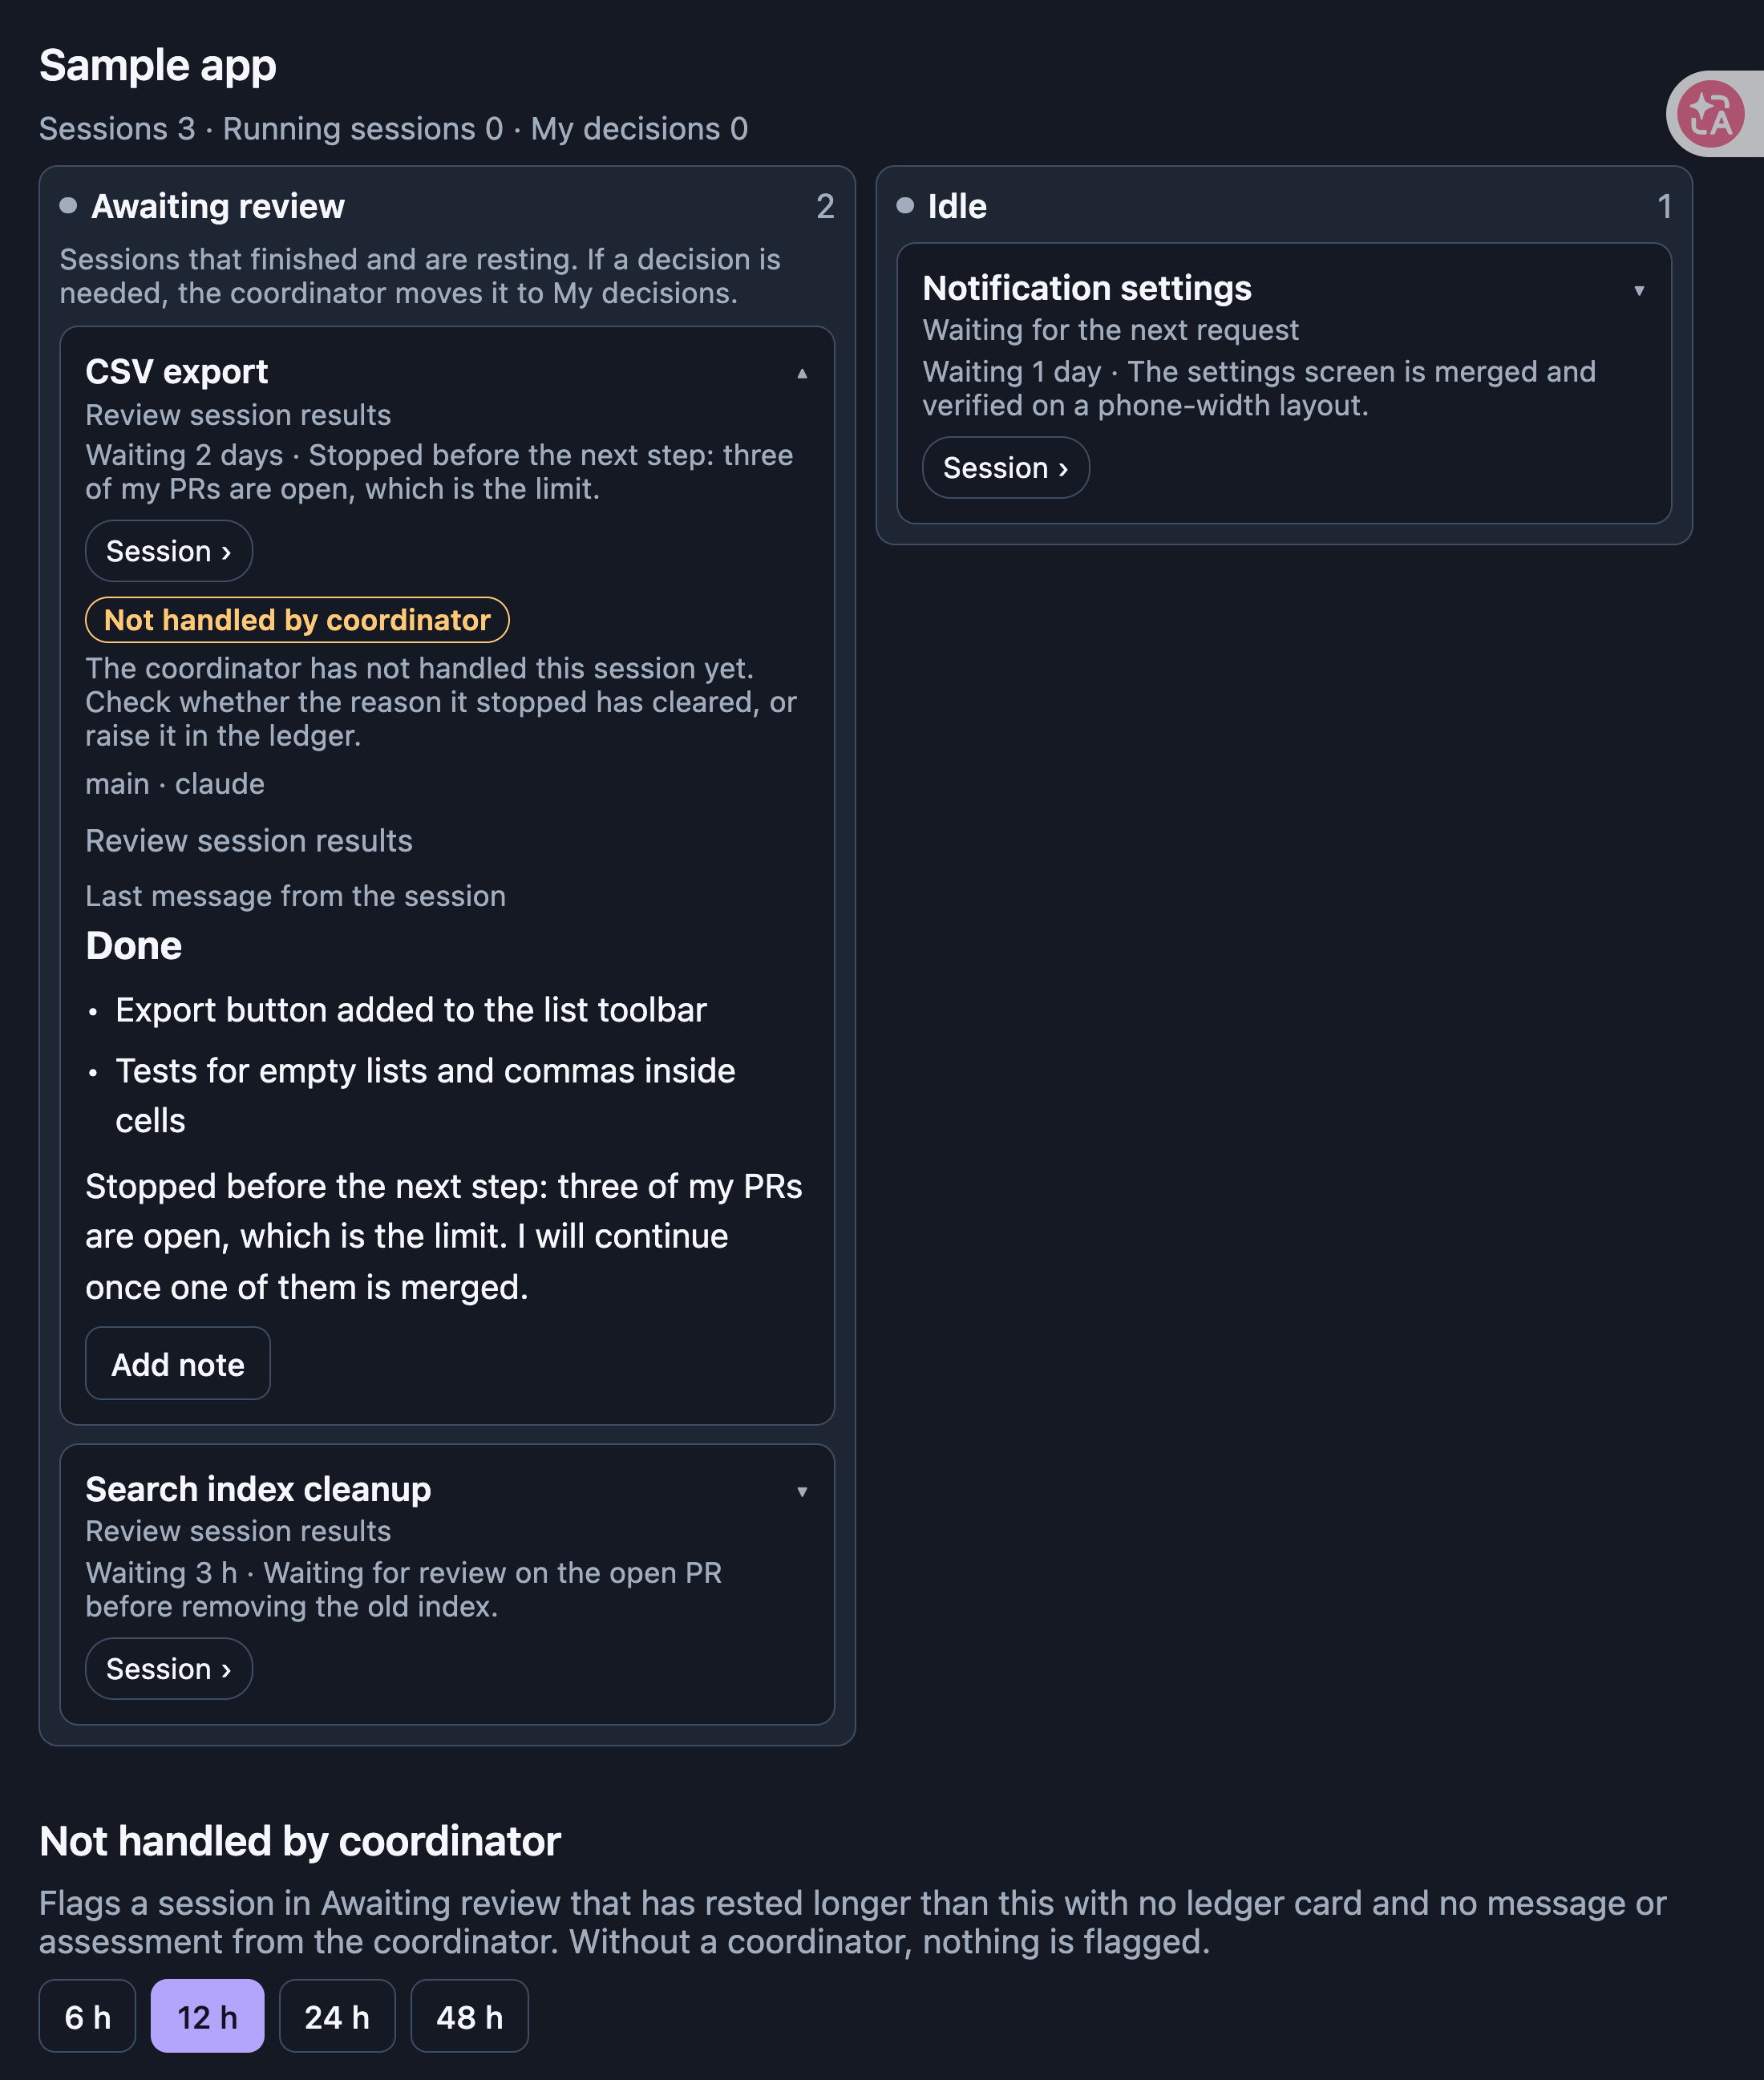 Sample app
Sessions 3 · Running sessions 0 · My decisions 0
Awaiting review 2
Sessions that finished and are resting. If a decision is
needed, the coordinator moves it to My decisions.
CSV export
Review session results
Waiting 2 days · Stopped before the next step: three
of my PRs are open, which is the limit.
Session ›
Not handled by coordinator
The coordinator has not handled this session yet.
Check whether the reason it stopped has cleared, or
raise it in the ledger.
main · claude
Review session results
Last message from the session
Done
• Export button added to the list toolbar
• Tests for empty lists and commas inside
cells
Stopped before the next step: three of my PRs
are open, which is the limit. I will continue
once one of them is merged.
Add note
Search index cleanup
Review session results
Waiting 3 h · Waiting for review on the open PR
before removing the old index.
Session ›
Idle 1
Notification settings
Waiting for the next request
Waiting 1 day · The settings screen is merged and
verified on a phone-width layout.
Session ›
Not handled by coordinator
Flags a session in Awaiting review that has rested longer than this with no ledger card and no message or
assessment from the coordinator. Without a coordinator, nothing is flagged.
6 h 12 h 24 h 48 h
A